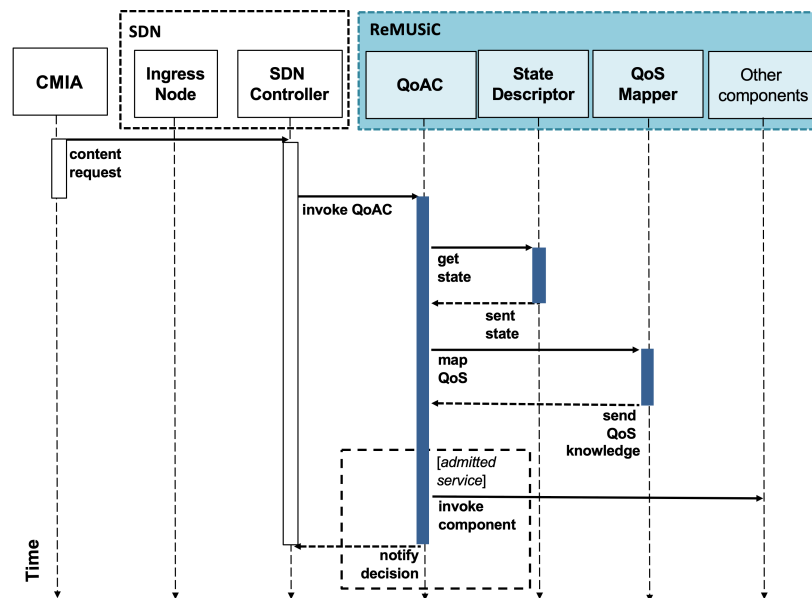 SDN
ReMUSiC
CMIA
Ingress
Node
SDN
Controller
QoAC
State
Descriptor
QoS
Mapper
Other
components
content
request
invoke QoAC
get
state
sent
state
map
QoS
send
QoS
knowledge
[admitted
service]
invoke
component
notify
decision
Time